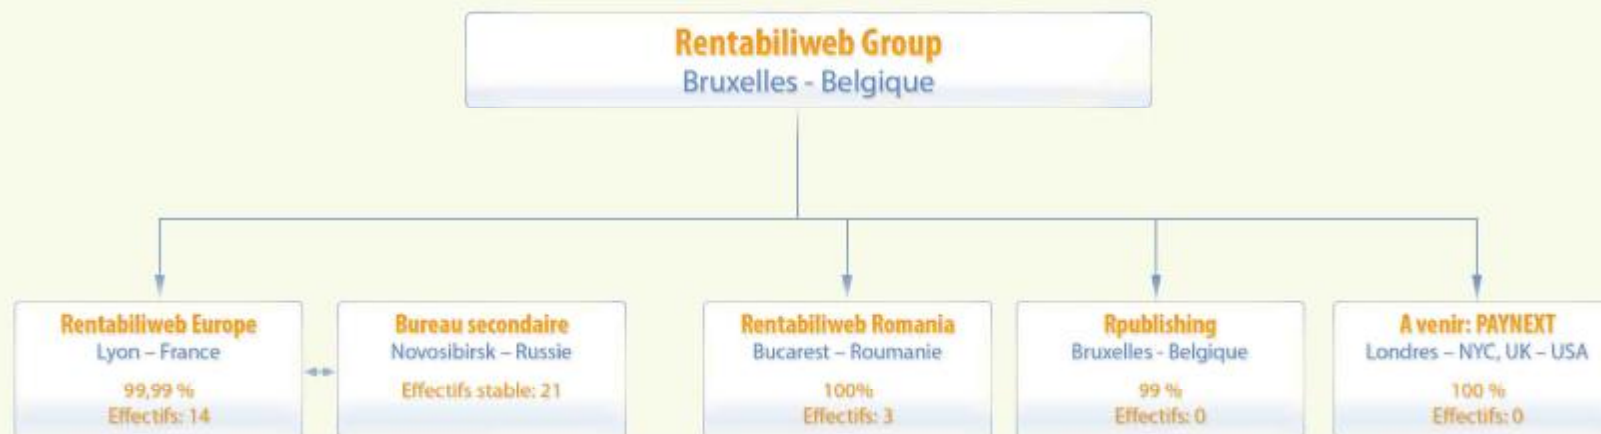 Rentabiliweb Group
Bruxelles - Belgique
Rentabiliweb Europe
Lyon – France
99,99 %
Effectifs: 14
Bureau secondaire
Novosibirsk – Russie
Effectifs stable: 21
Rentabiliweb Romania
Bucarest – Roumanie
100%
Effectifs: 3
Rpublishing
Bruxelles - Belgique
99 %
Effectifs: 0
A venir: PAYNEXT
Londres – NYC, UK – USA
100 %
Effectifs: 0